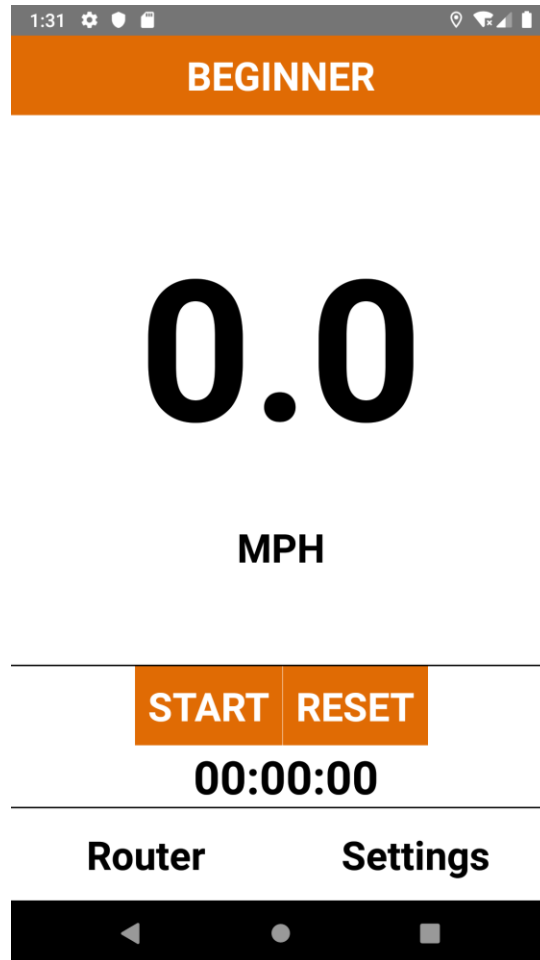 1:31
BEGINNER
0.0
MPH
START RESET
00:00:00
Router Settings